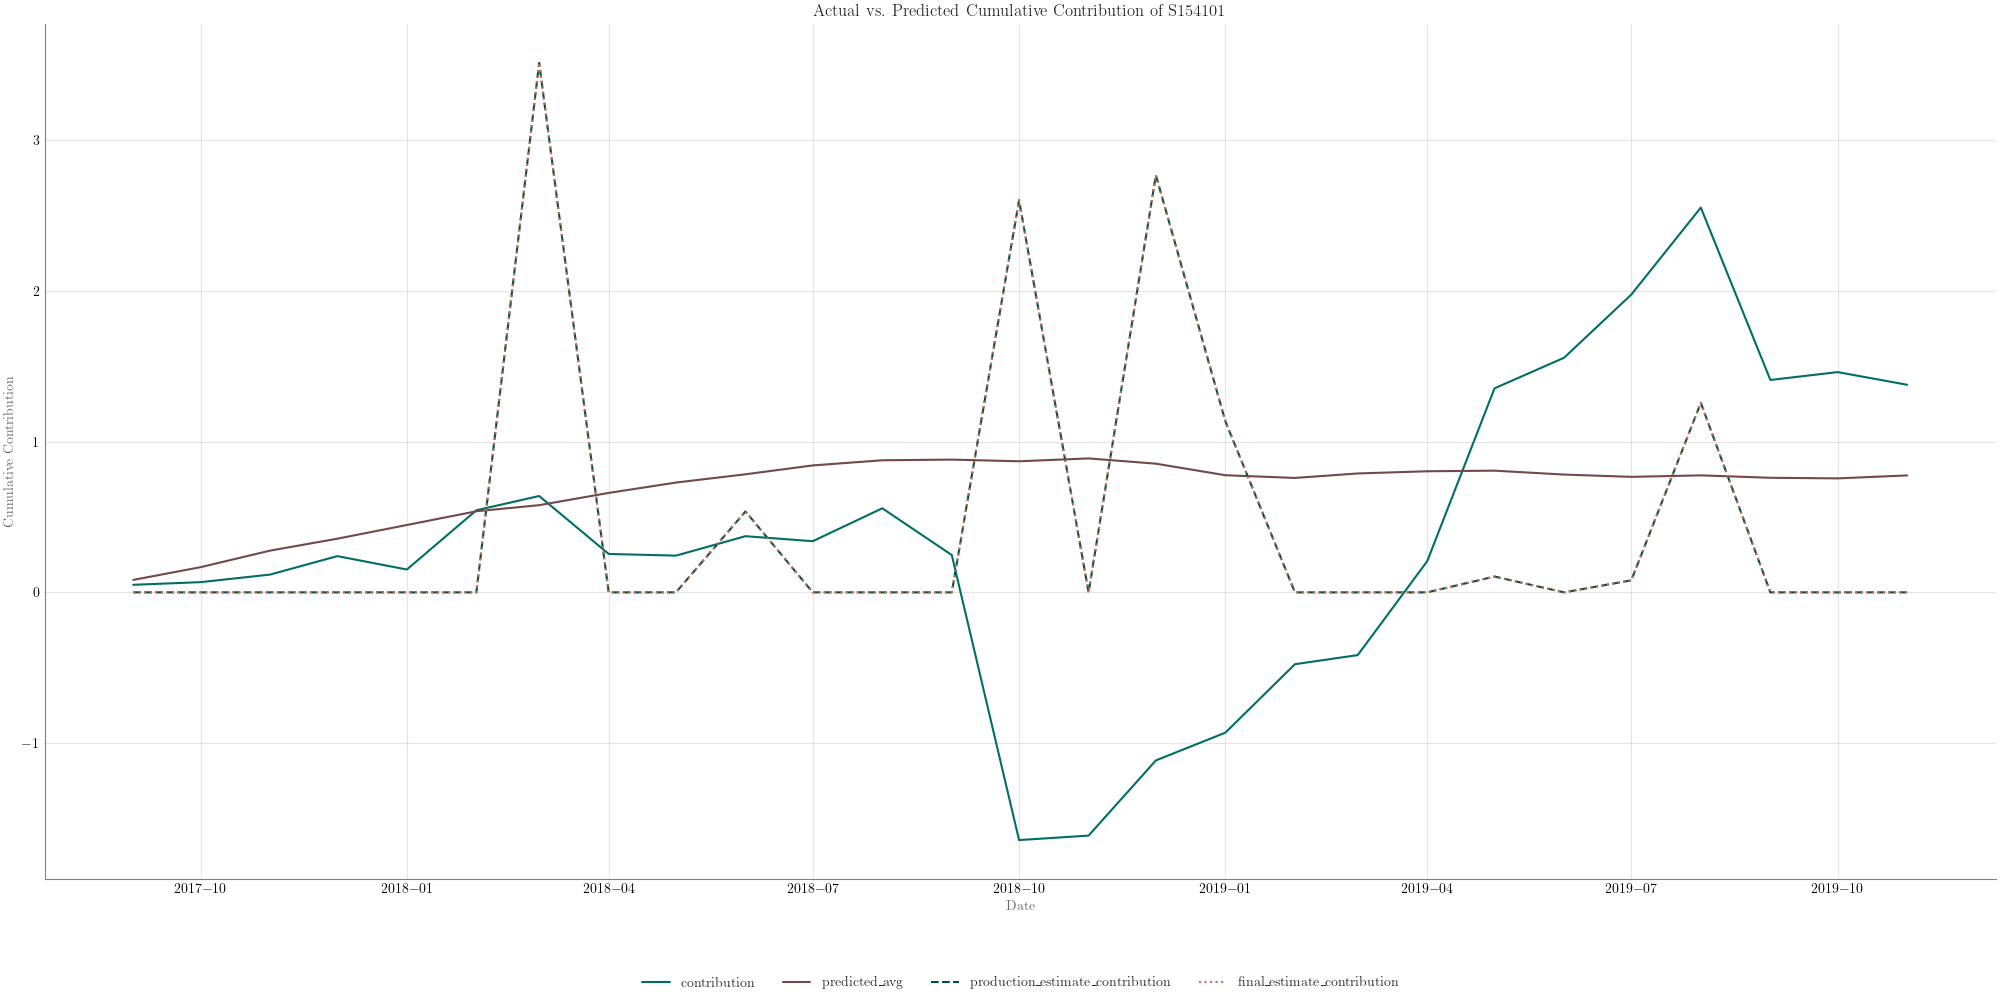 Actual vs. Predicted Cumulative Contribution of S154101
Cumulative Contribution
3
2
1
0
−1
2017−10 2018−01 2018−04 2018−07 2018−10 2019−01 2019−04 2019−07 2019−10
Date
contribution predicted_avg production_estimate_contribution final_estimate_contribution